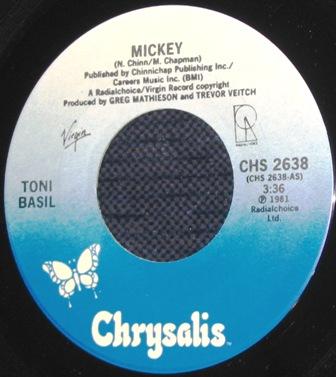 MICKEY
(N. Chinn/M. Chapman)
Published by Chinnichap Publishing Inc./
Careers Music Inc. (BMI)
A Radialchoice/Virgin Record copyright
Produced by GREG MATHIESON and TREVOR VEITCH
Virgin
CHS 2638
(CHS 2638-AS)
3:36
℗ 1981
Radialchoice
Ltd.
TONI
BASIL
Chrysalis